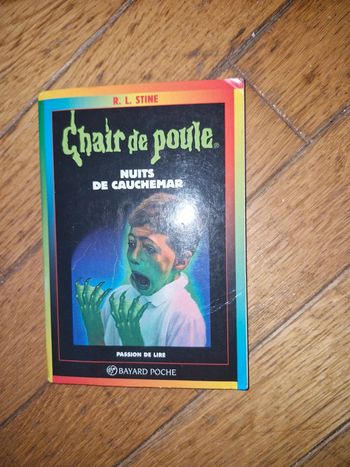 R. L. STINE
Chair de poule®
NUITS
DE CAUCHEMAR
PASSION DE LIRE
BAYARD POCHE